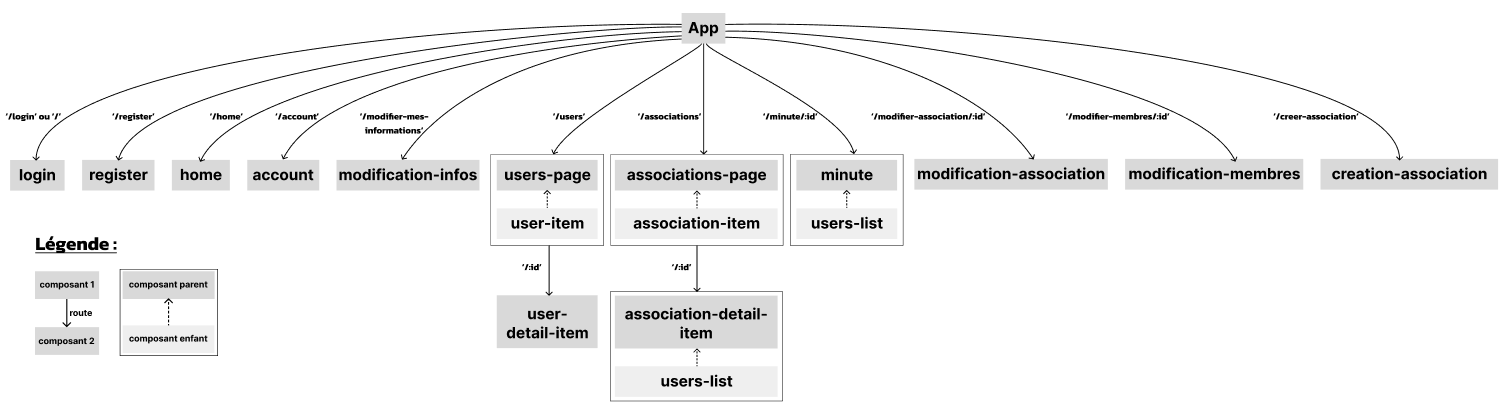 App
'/login' ou '/'
'/register'
'/home'
'/account'
'/modifier-mes-
informations'
'/users'
'/associations'
'/minute/:id'
'/modifier-association/:id'
'/modifier-membres/:id'
'/creer-association'
login
register
home
account
modification-infos
users-page
associations-page
minute
modification-association
modification-membres
creation-association
user-item
association-item
users-list
Légende :
'/:id'
'/:id'
composant 1
route
composant 2
composant parent
composant enfant
user-
detail-item
association-detail-
item
users-list